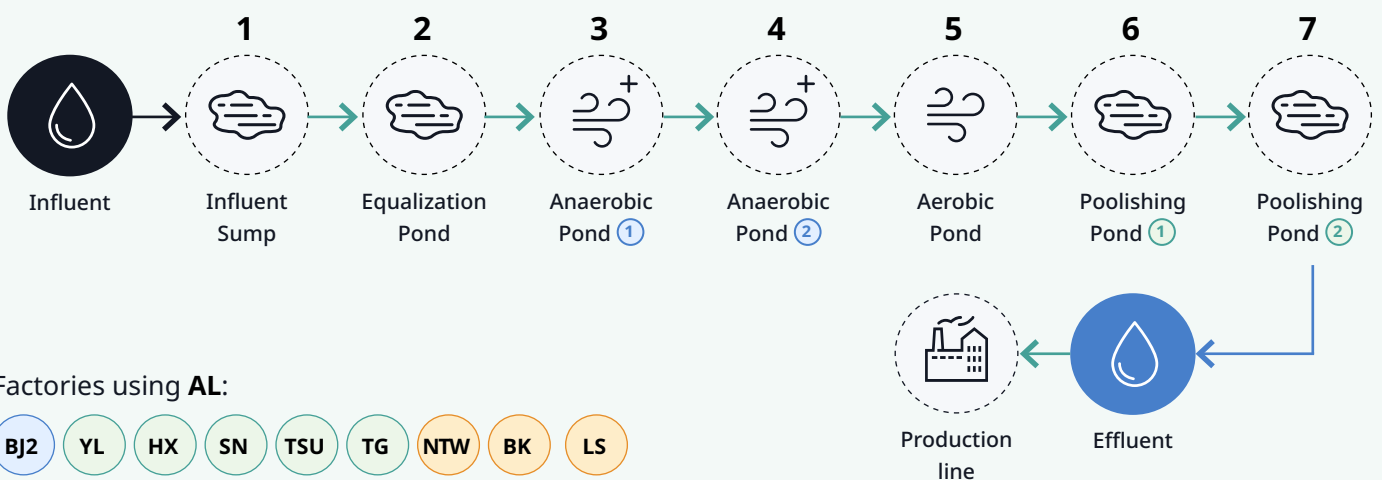 1 2 3 4 5 6 7
Influent
Influent
Sump
Equalization
Pond
Anaerobic
Pond 1
Anaerobic
Pond 2
Aerobic
Pond
Poolishing
Pond 1
Poolishing
Pond 2
Production
line
Effluent
Factories using AL:
BJ2 YL HX SN TSU TG NTW BK LS